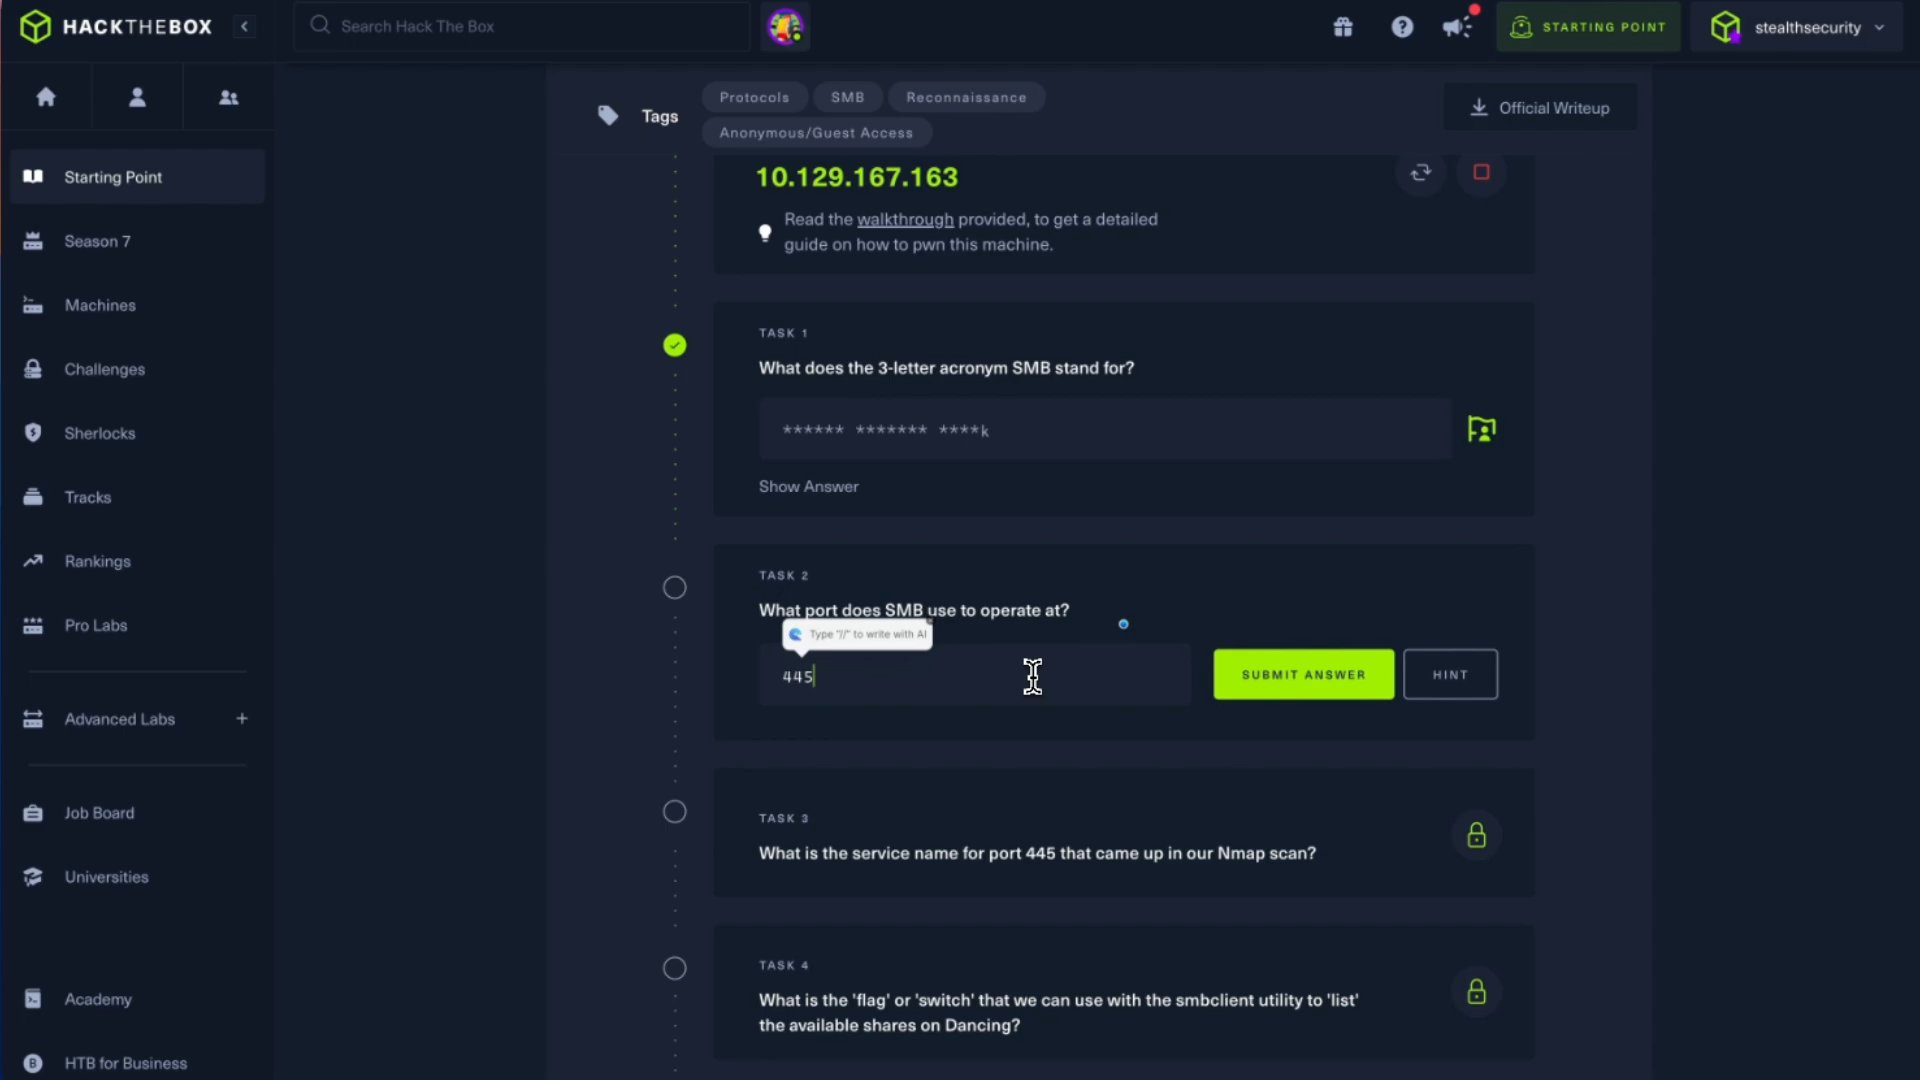 HACKTHEBOX
Search Hack The Box
STARTING POINT
stealthsecurity
Starting Point
Season 7
Machines
Challenges
Sherlocks
Tracks
Rankings
Pro Labs
Advanced Labs
Job Board
Universities
Academy
HTB for Business
Tags
Protocols
SMB
Reconnaissance
Anonymous/Guest Access
Official Writeup
10.129.167.163
Read the walkthrough provided, to get a detailed
guide on how to pwn this machine.
TASK 1
What does the 3-letter acronym SMB stand for?
****** ******* ****k
Show Answer
TASK 2
What port does SMB use to operate at?
Type "//" to write with AI
445
SUBMIT ANSWER
HINT
TASK 3
What is the service name for port 445 that came up in our Nmap scan?
TASK 4
What is the 'flag' or 'switch' that we can use with the smbclient utility to 'list'
the available shares on Dancing?